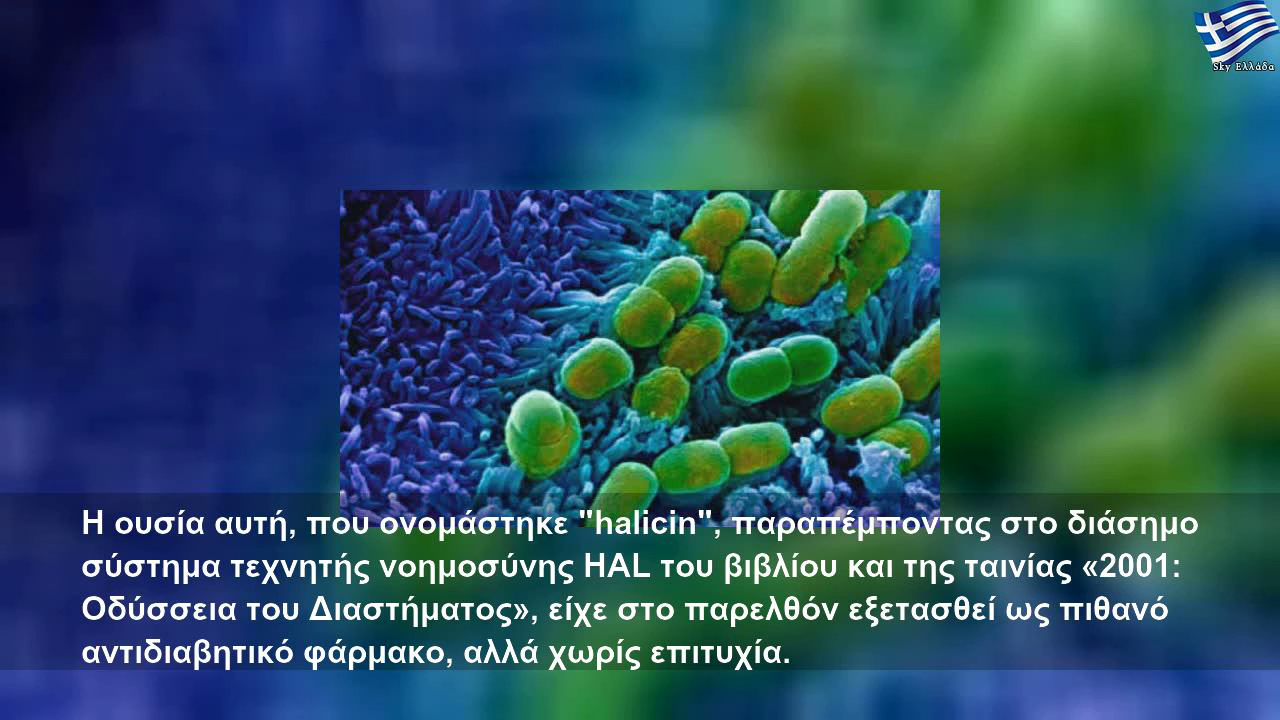 Sky Ελλάδα
Η ουσία αυτή, που ονομάστηκε "halicin", παραπέμποντας στο διάσημο
σύστημα τεχνητής νοημοσύνης HAL του βιβλίου και της ταινίας «2001:
Οδύσσεια του Διαστήματος», είχε στο παρελθόν εξετασθεί ως πιθανό
αντιδιαβητικό φάρμακο, αλλά χωρίς επιτυχία.